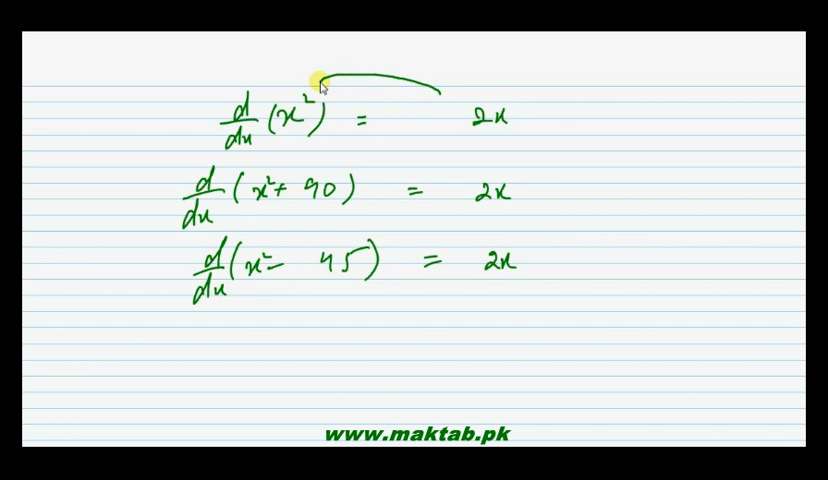 d/dx (x²) = 2x
d/dx (x² + 90) = 2x
d/dx (x² - 45) = 2x
www.maktab.pk